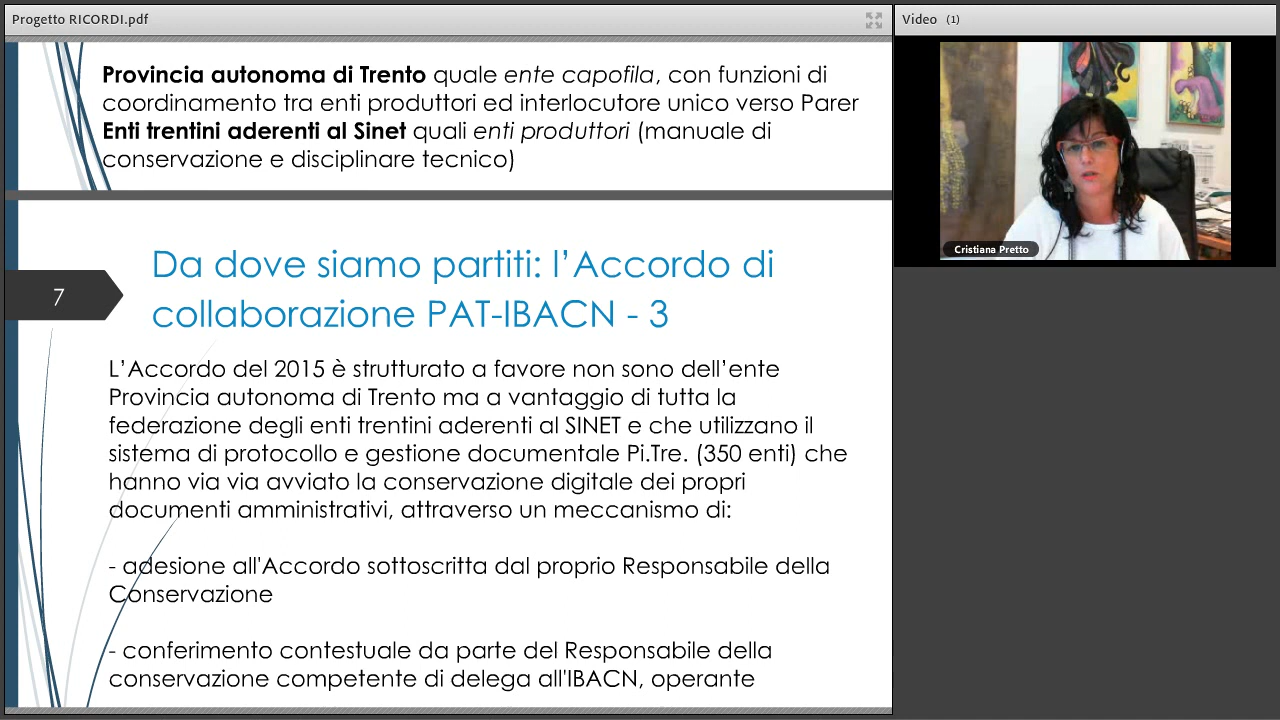 Progetto RICORDI.pdf
Provincia autonoma di Trento quale ente capofila, con funzioni di
coordinamento tra enti produttori ed interlocutore unico verso Parer
Enti trentini aderenti al Sinet quali enti produttori (manuale di
conservazione e disciplinare tecnico)
7
Da dove siamo partiti: l’Accordo di
collaborazione PAT-IBACN - 3
L’Accordo del 2015 è strutturato a favore non sono dell’ente
Provincia autonoma di Trento ma a vantaggio di tutta la
federazione degli enti trentini aderenti al SINET e che utilizzano il
sistema di protocollo e gestione documentale Pi.Tre. (350 enti) che
hanno via via avviato la conservazione digitale dei propri
documenti amministrativi, attraverso un meccanismo di:
- adesione all'Accordo sottoscritta dal proprio Responsabile della
Conservazione
- conferimento contestuale da parte del Responsabile della
conservazione competente di delega all'IBACN, operante
Video (1)
Cristiana Pretto